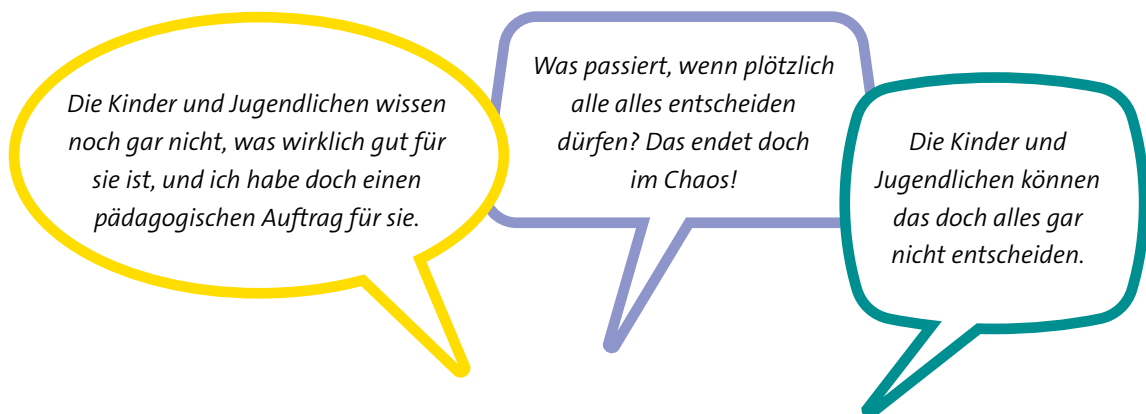 Die Kinder und Jugendlichen wissen
noch gar nicht, was wirklich gut für
sie ist, und ich habe doch einen
pädagogischen Auftrag für sie.
Was passiert, wenn plötzlich
alle alles entscheiden
dürfen? Das endet doch
im Chaos!
Die Kinder und
Jugendlichen können
das doch alles gar
nicht entscheiden.